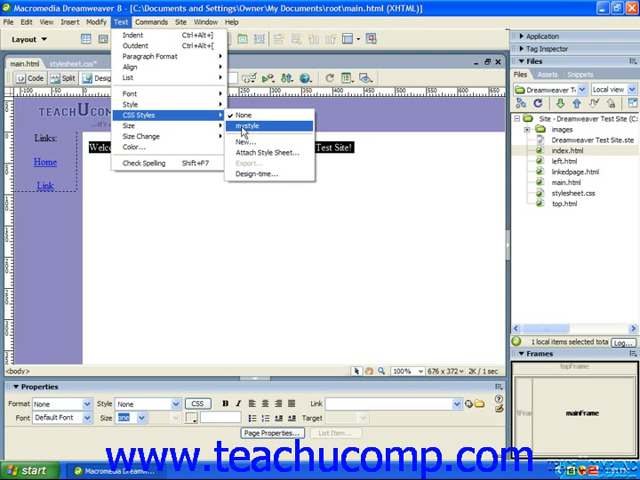 Macromedia Dreamweaver 8 - [C:\Documents and Settings\Owner\My Documents\root\main.html (XHTML)]
File Edit View Insert Modify Text Commands Site Window Help
Layout
main.html stylesheet.css*
Code Split Design
Indent Ctrl+Alt+]
Outdent Ctrl+Alt+[
Paragraph Format
Align
List
Font
Style
CSS Styles
Size
Size Change
Color...
Check Spelling Shift+F7
None
mystyle
New...
Attach Style Sheet...
Export...
Design-time...
-100 -50
TEACHUCOMP
Links:
Home
Link
Test Site!
Application
Tag Inspector
Files
Files Assets Snippets
Dreamweaver T Local view
Site - Dreamweaver Test Site (
images
Dreamweaver Test Site.ste
index.html
left.html
linkedpage.html
main.html
stylesheet.css
top.html
1 local items selected tota Log...
Frames
topFrame
mainFrame
<body>
100% 676 x 372 2K / 1 sec
Properties
Format None Style None CSS B I Link
Font Default Font Size Target
Page Properties... List Item...
www.teachucomp.com
start Macromedia Dreamw